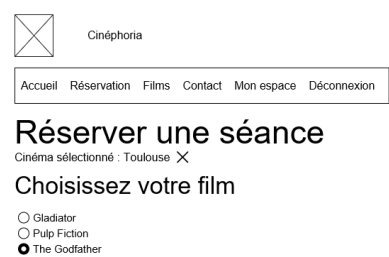 Cinéphoria
Accueil Réservation Films Contact Mon espace Déconnexion
Réserver une séance
Cinéma sélectionné : Toulouse
Choisissez votre film
Gladiator
Pulp Fiction
The Godfather